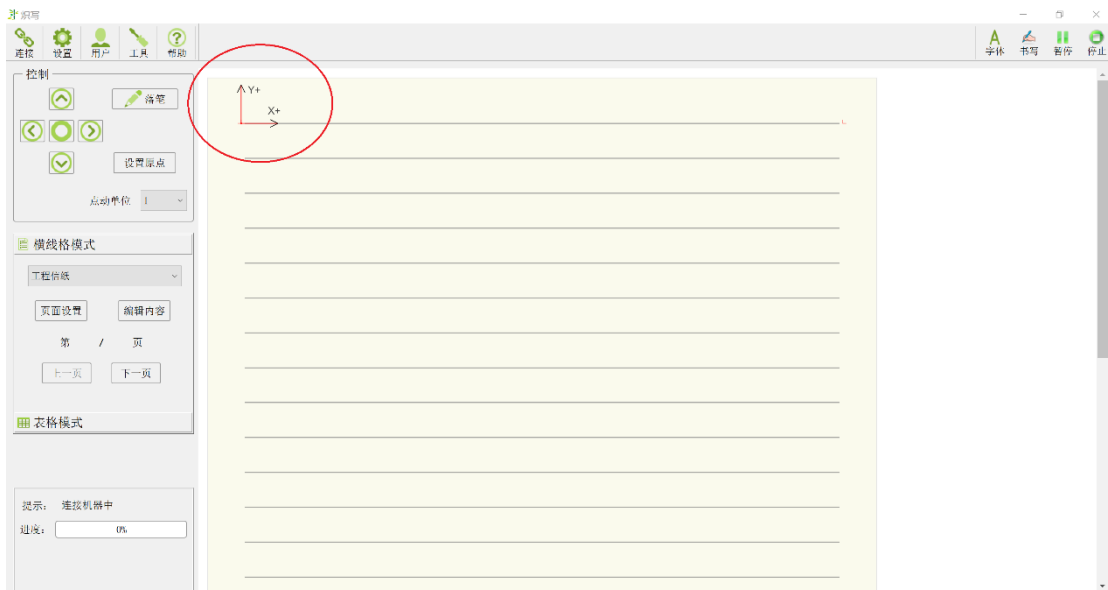 织写
连接 设置 用户 工具 帮助 字体 书写 暂停 停止
控制
落笔
设置原点
点动单位 1
横线格模式
工程信纸
页面设置 编辑内容
第 / 页
上一页 下一页
表格模式
提示： 连接机器中
进度： 0%
Y+
X+